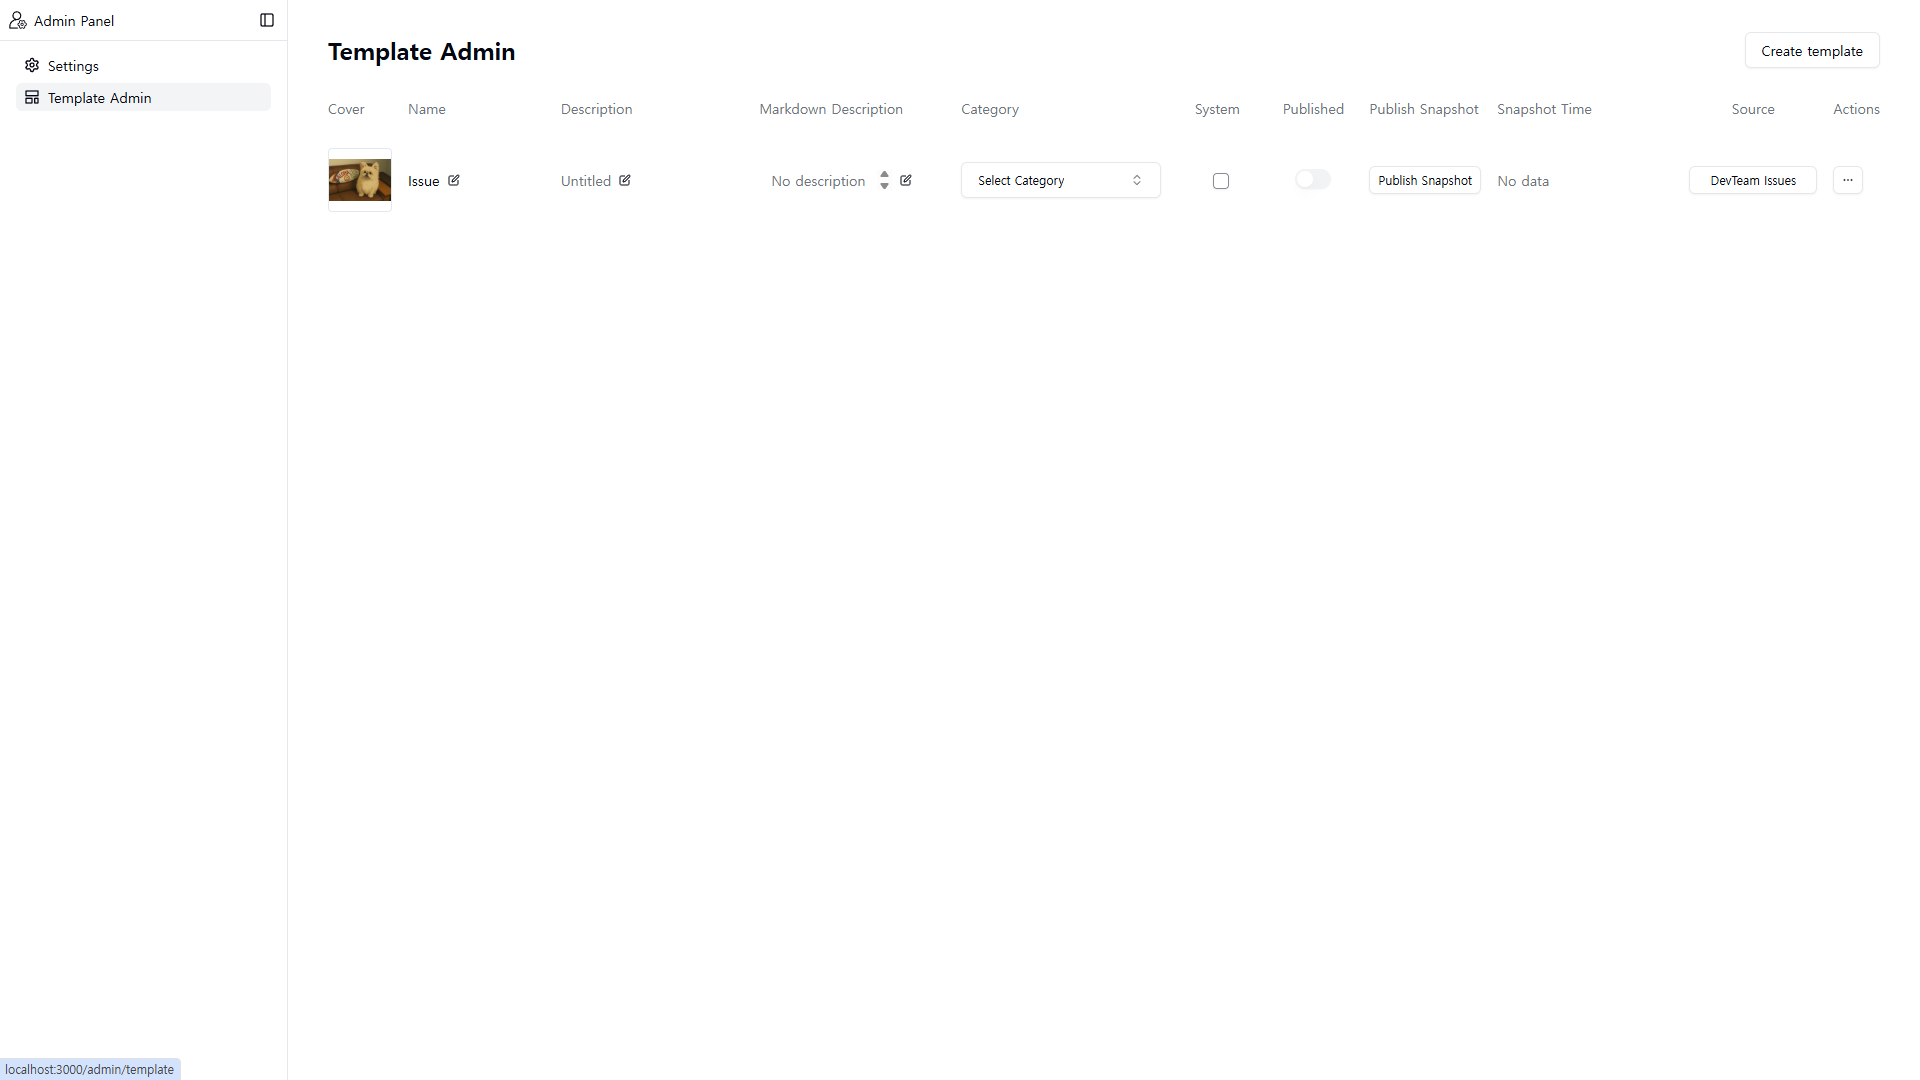 Admin Panel
Settings
Template Admin
Template Admin
Create template
Cover Name Description Markdown Description Category System Published Publish Snapshot Snapshot Time Source Actions
Issue Untitled No description Select Category Publish Snapshot No data DevTeam Issues ...
localhost:3000/admin/template